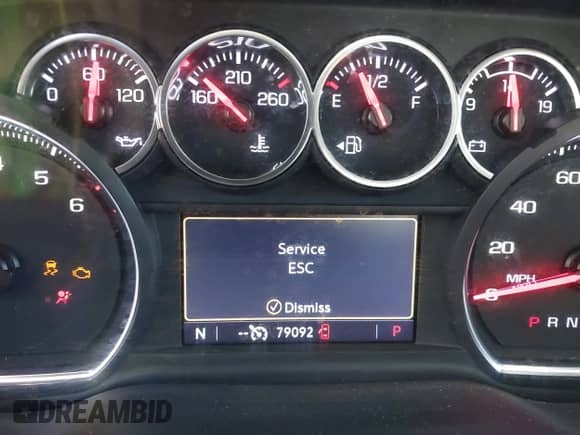 0 60 120
160 210 260
E 1/2 F
9 14 19
4 5 6
20 40 60
MPH
Service
ESC
Dismiss
N -- 79092 P
P R N
DREAMBID